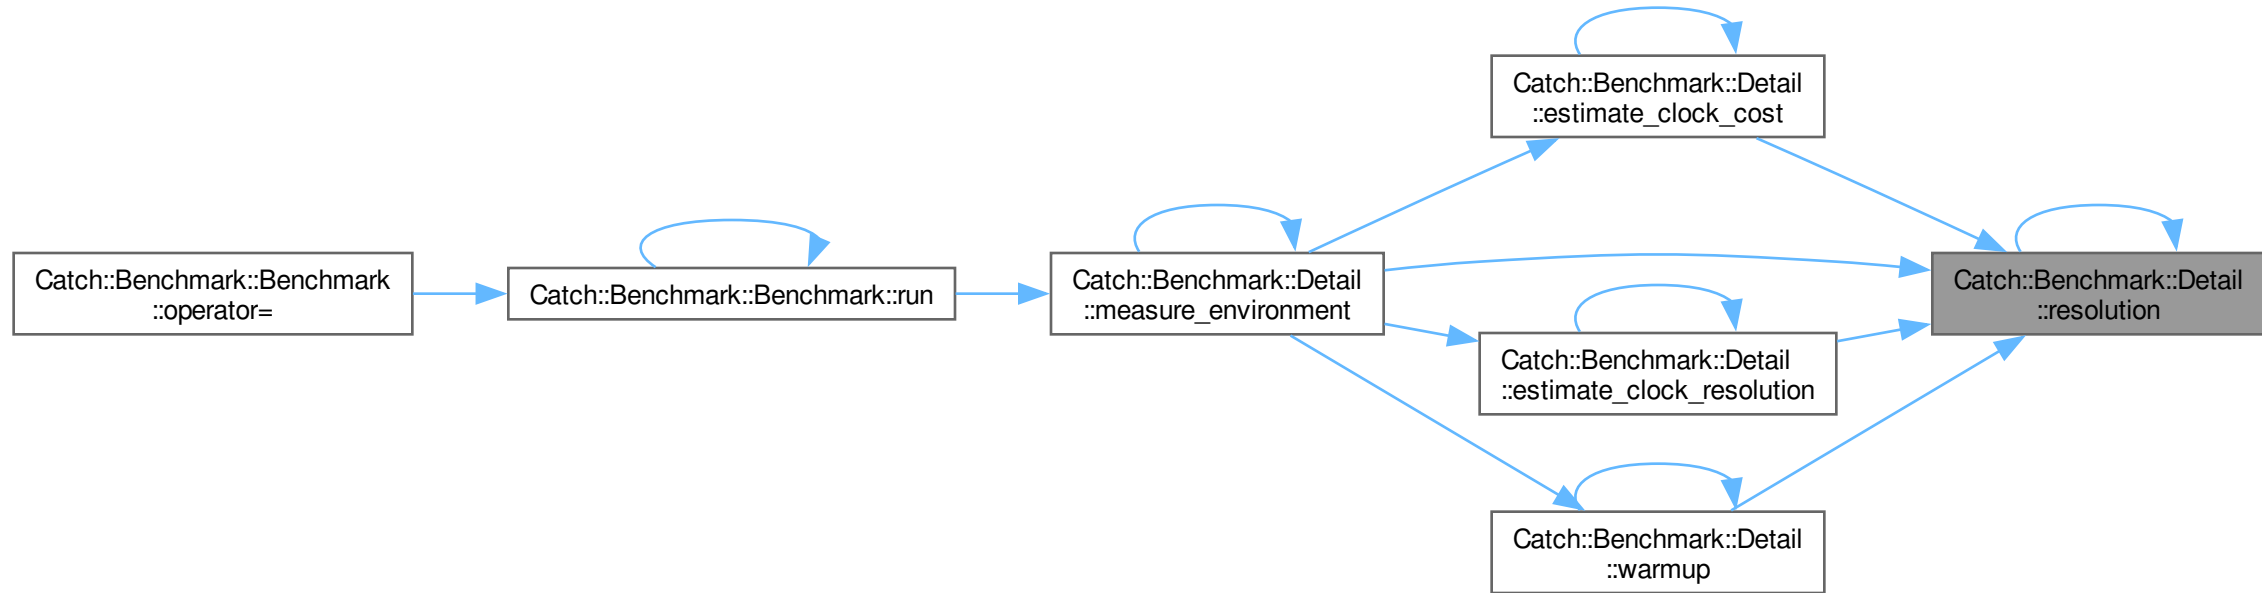 Catch::Benchmark::Detail
::estimate_clock_cost
Catch::Benchmark::Benchmark
::operator=
Catch::Benchmark::Benchmark::run
Catch::Benchmark::Detail
::measure_environment
Catch::Benchmark::Detail
::resolution
Catch::Benchmark::Detail
::estimate_clock_resolution
Catch::Benchmark::Detail
::warmup